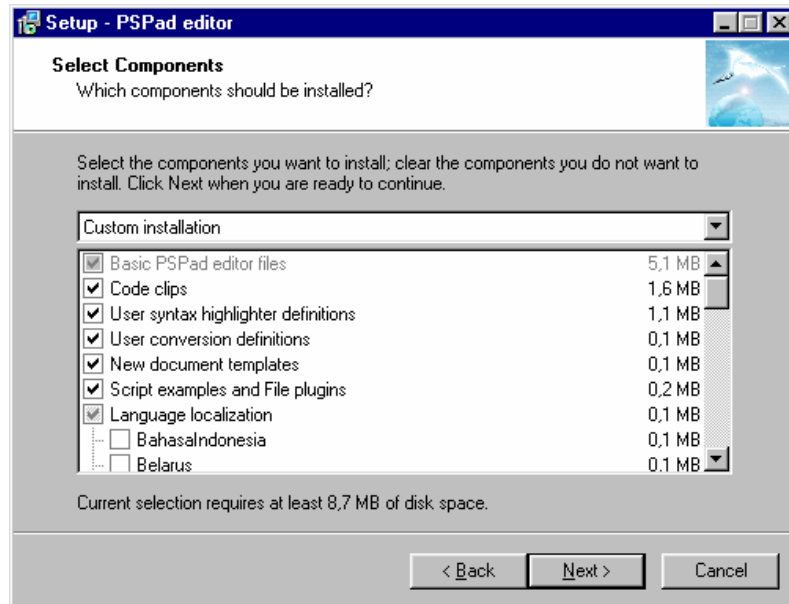 Setup - PSPad editor
Select Components
Which components should be installed?
Select the components you want to install; clear the components you do not want to
install. Click Next when you are ready to continue.
Custom installation
Basic PSPad editor files 5,1 MB
Code clips 1,6 MB
User syntax highlighter definitions 1,1 MB
User conversion definitions 0,1 MB
New document templates 0,1 MB
Script examples and File plugins 0,2 MB
Language localization 0,1 MB
BahasaIndonesia 0,1 MB
Belarus 0,1 MB
Current selection requires at least 8,7 MB of disk space.
< Back Next > Cancel